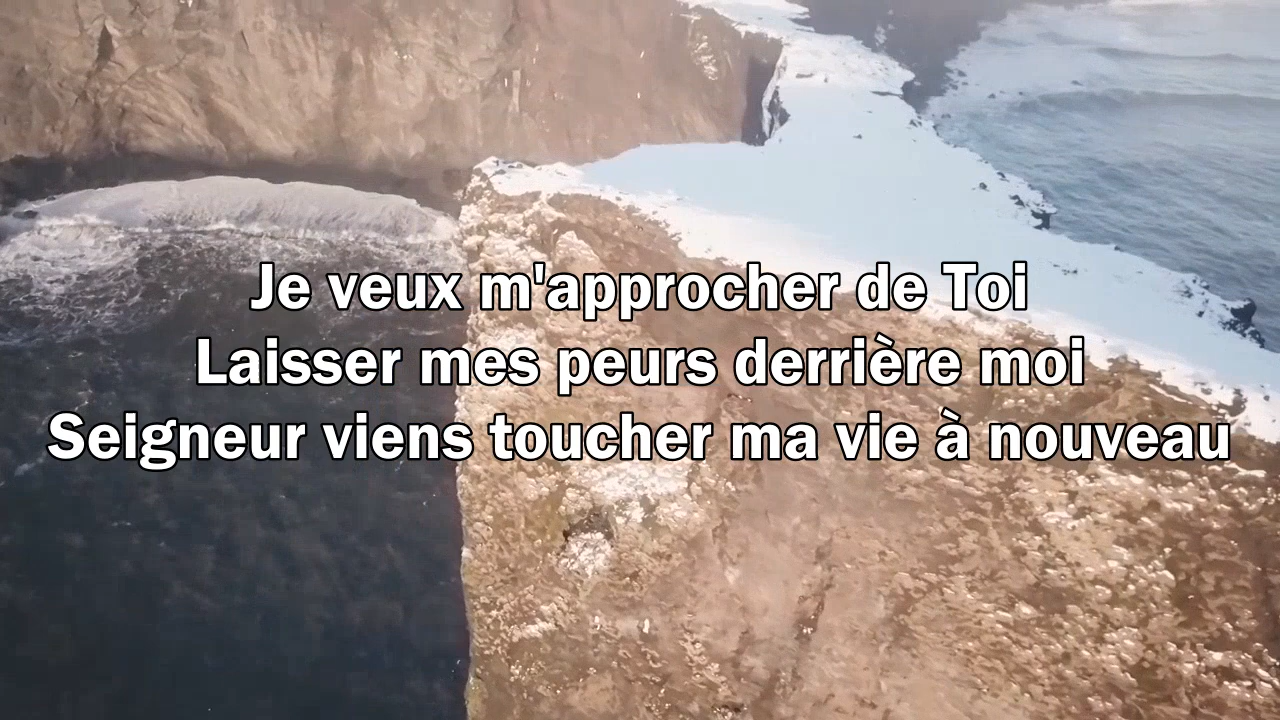 Je veux m'approcher de Toi
Laisser mes peurs derrière moi
Seigneur viens toucher ma vie à nouveau